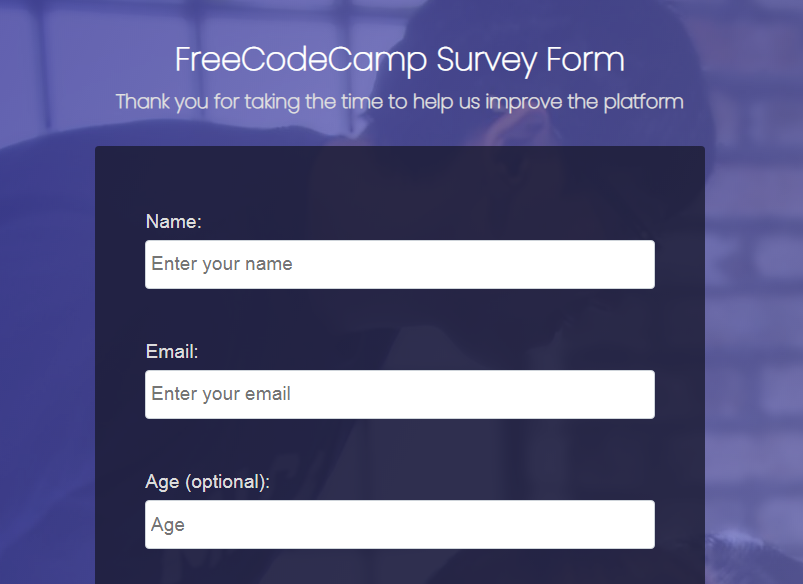 FreeCodeCamp Survey Form
Thank you for taking the time to help us improve the platform
Name:
Enter your name
Email:
Enter your email
Age (optional):
Age